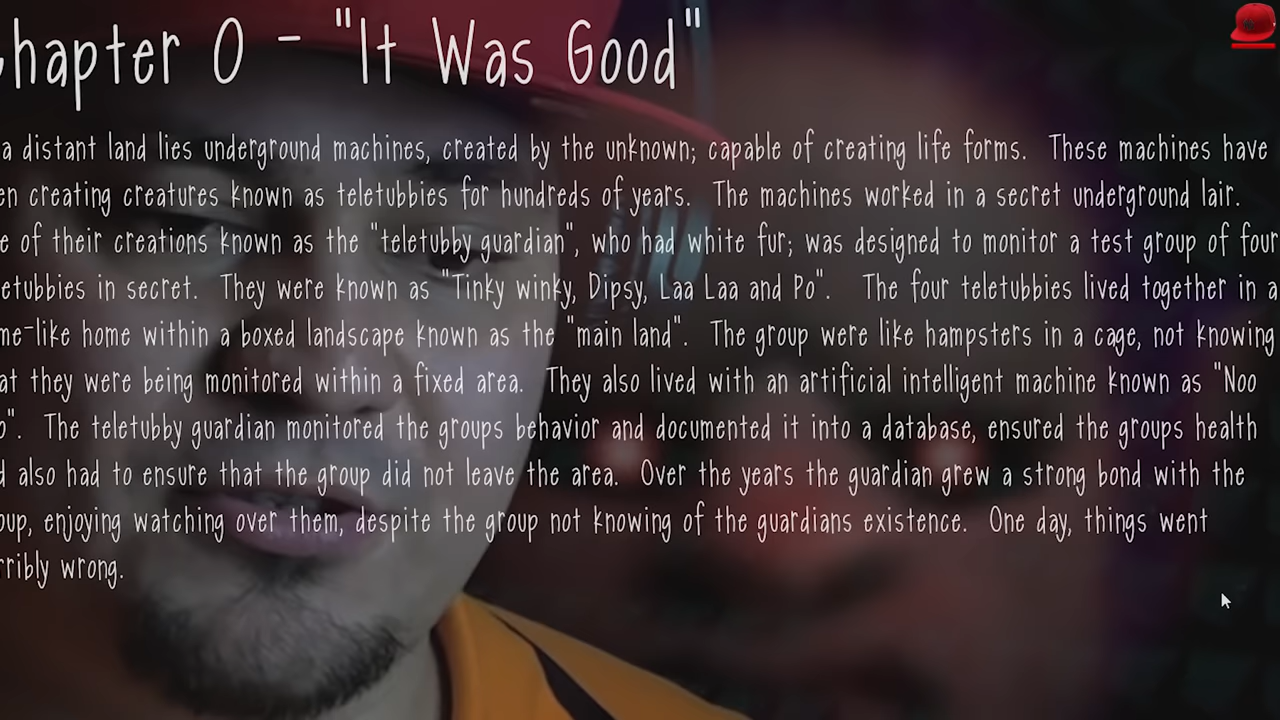 hapter 0 - "It Was Good"
a distant land lies underground machines, created by the unknown; capable of creating life forms. These machines have
en creating creatures known as teletubbies for hundreds of years. The machines worked in a secret underground lair.
e of their creations known as the "teletubby guardian", who had white fur; was designed to monitor a test group of four
etubbies in secret. They were known as "Tinky winky, Dipsy, Laa Laa and Po". The four teletubbies lived together in a
me-like home within a boxed landscape known as the "main land". The group were like hampsters in a cage, not knowing
at they were being monitored within a fixed area. They also lived with an artificial intelligent machine known as "Noo
o". The teletubby guardian monitored the groups behavior and documented it into a database, ensured the groups health
d also had to ensure that the group did not leave the area. Over the years the guardian grew a strong bond with the
oup, enjoying watching over them, despite the group not knowing of the guardians existence. One day, things went
rribly wrong.